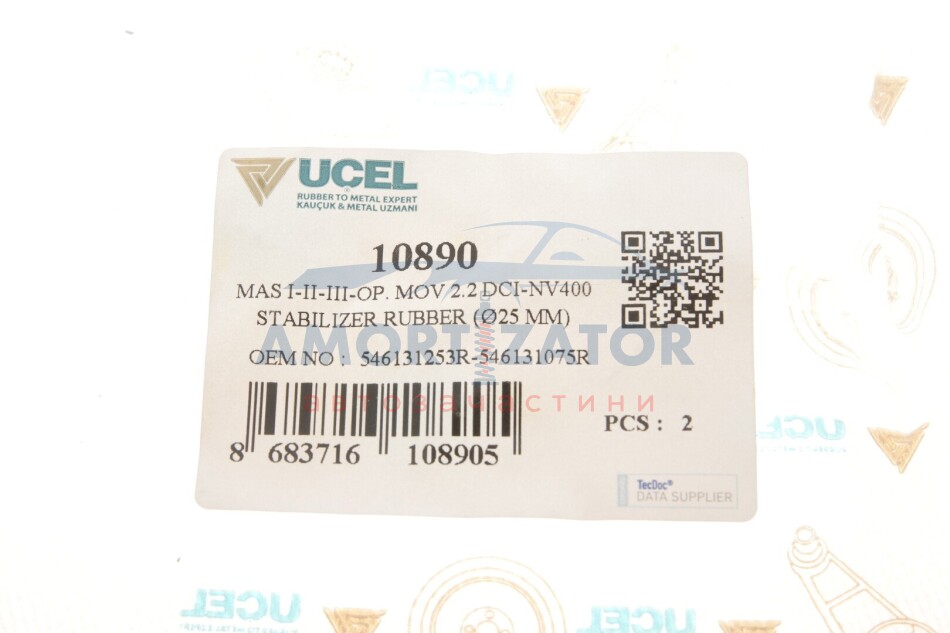 UCEL
UÇEL
RUBBER TO METAL EXPERT
KAUÇUK & METAL UZMANI
10890
MAS I-II-III-OP. MOV 2.2 DCI-NV400
STABILIZER RUBBER (Ø25 MM)
AMORTIZATOR
OEM NO : 546131253R-546131075R
автозапчастини
PCS : 2
8 683716 108905
TecDoc®
DATA SUPPLIER
UCEL
UCEL
UCEL